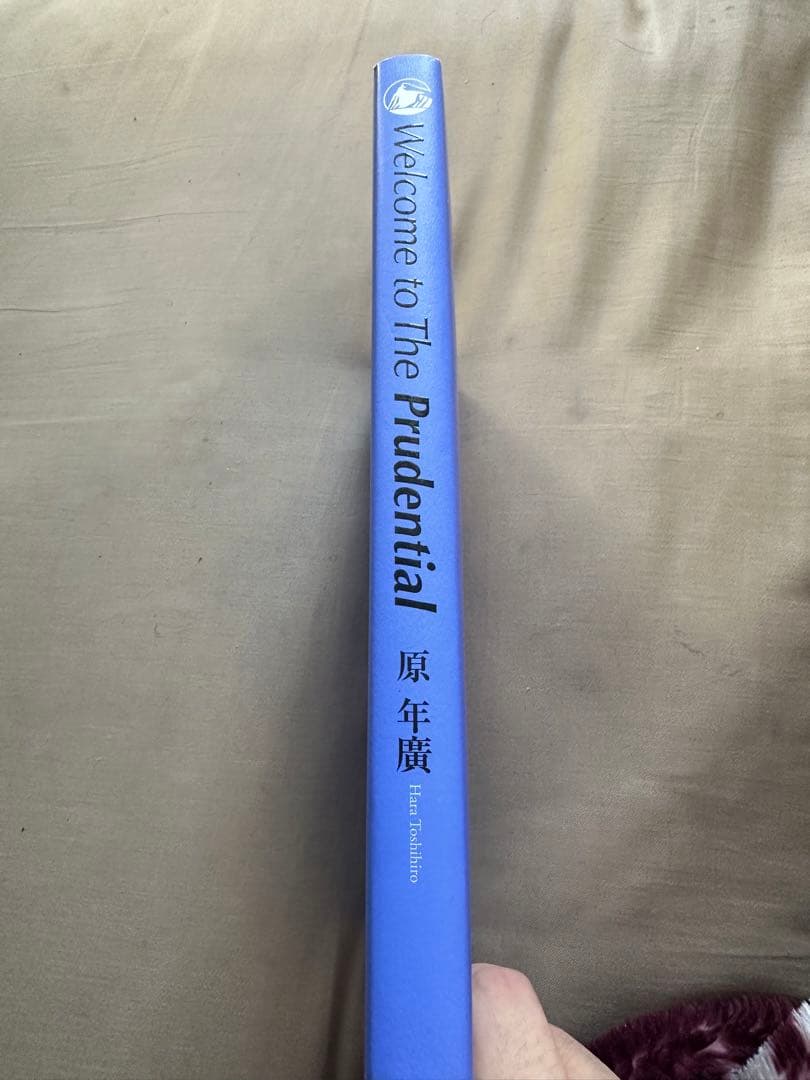 Welcome to The Prudential
原 年廣
Hara Toshihiro